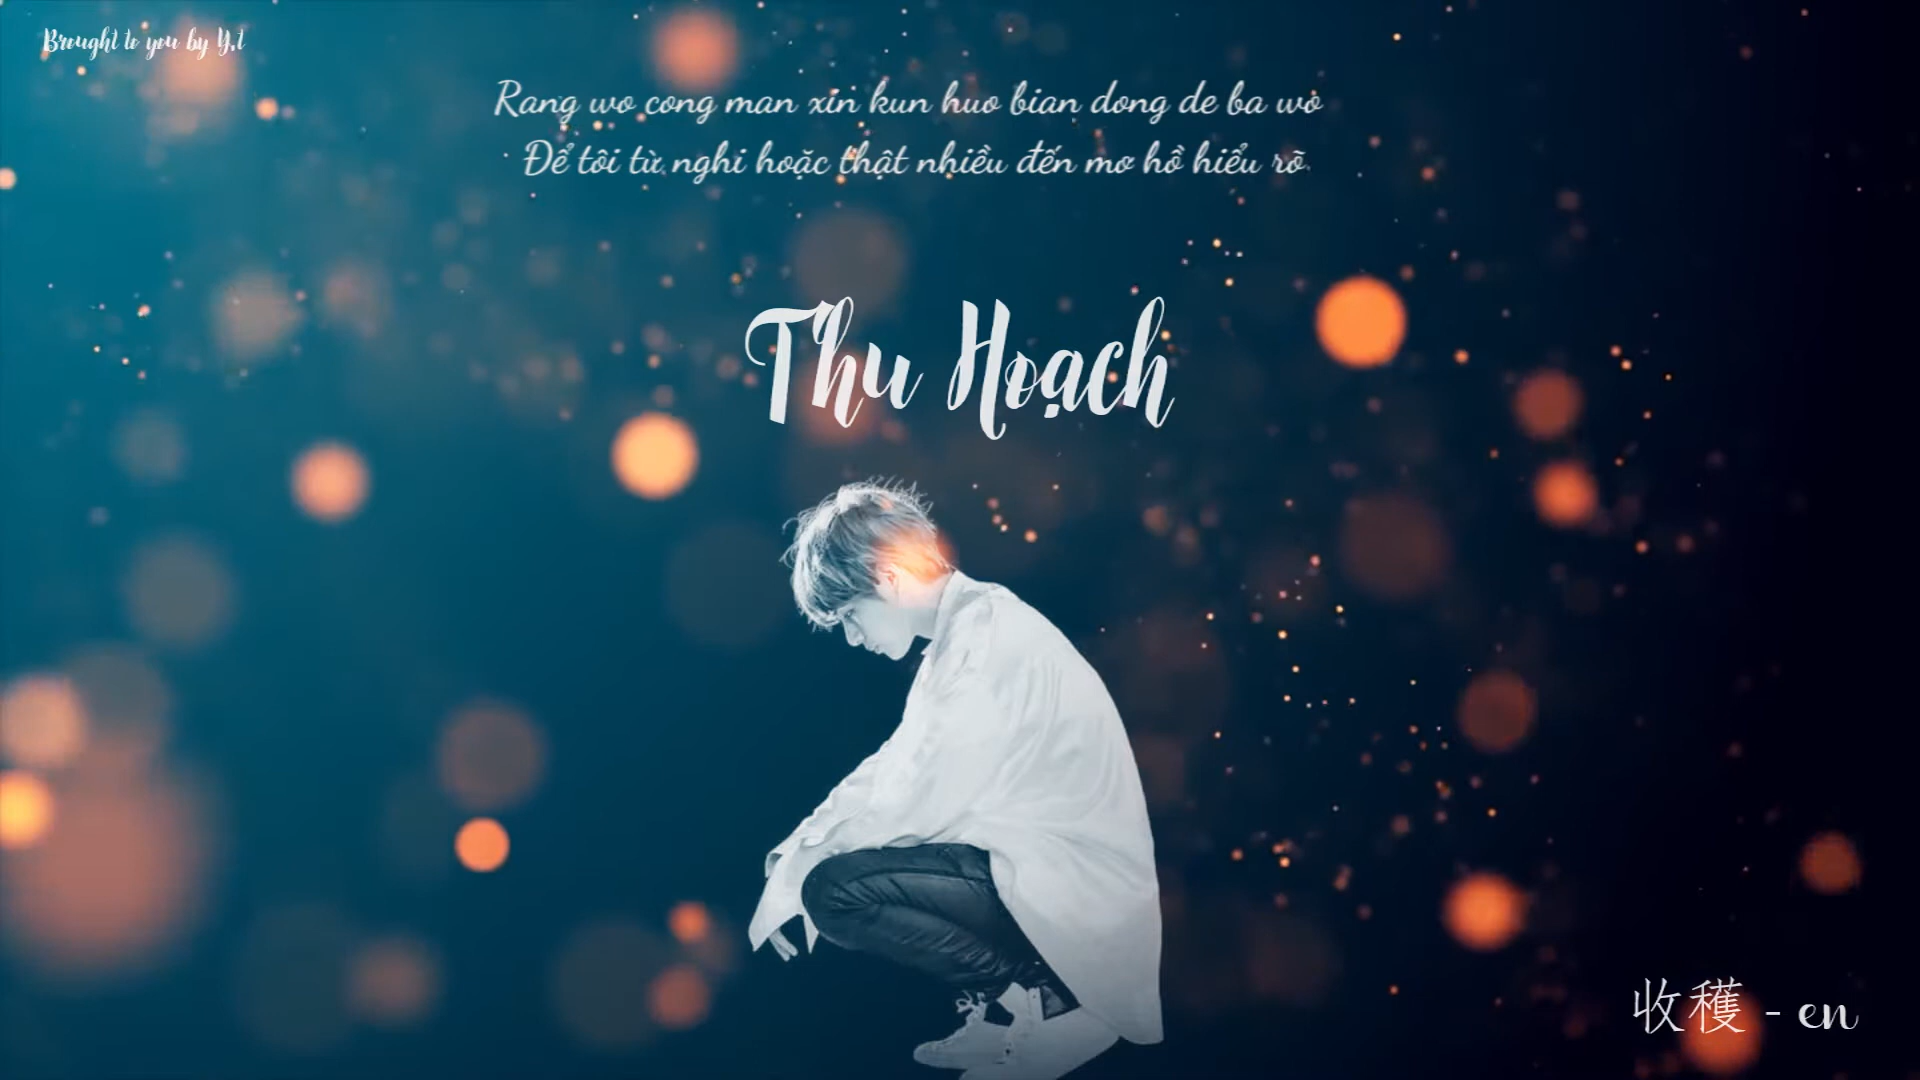 Brought to you by Y.t
Rang wo cong man xin kun huo bian dong de ba wo
Để tôi từ nghi hoặc thật nhiều đến mơ hồ hiểu rõ
Thu Hoạch
收穫 - en